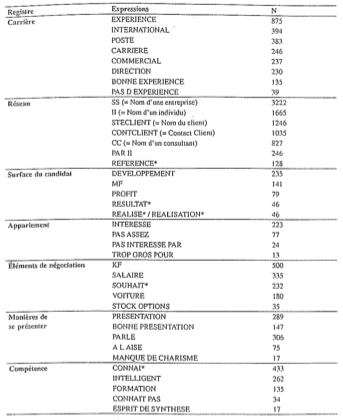 Registre Expressions N
Carrière EXPERIENCE 875
INTERNATIONAL 394
POSTE 383
CARRIERE 246
COMMERCIAL 237
DIRECTION 230
BONNE EXPERIENCE 135
PAS D EXPERIENCE 39
Réseau SS (= Nom d'une entreprise) 3222
II (= Nom d'un individu) 1665
STECLIENT (= Nom du client) 1246
CONTCLIENT (= Contact Client) 1035
CC (= Nom d'un consultant) 827
PAR II 246
REFERENCE* 128
Surface du candidat DEVELOPPEMENT 235
MF 141
PROFIT 79
RESULTAT* 46
REALISE* / REALISATION* 46
Appariement INTERESSE 223
PAS ASSEZ 77
PAS INTERESSE PAR 24
TROP GROS POUR 13
Éléments de négociation KF 500
SALAIRE 335
SOUHAIT* 232
VOITURE 180
STOCK OPTIONS 35
Manières de PRESENTATION 289
se présenter BONNE PRESENTATION 147
PARLE 306
A L AISE 75
MANQUE DE CHARISME 17
Compétence CONNAI* 433
INTELLIGENT 262
FORMATION 135
CONNAIT PAS 34
ESPRIT DE SYNTHESE 17